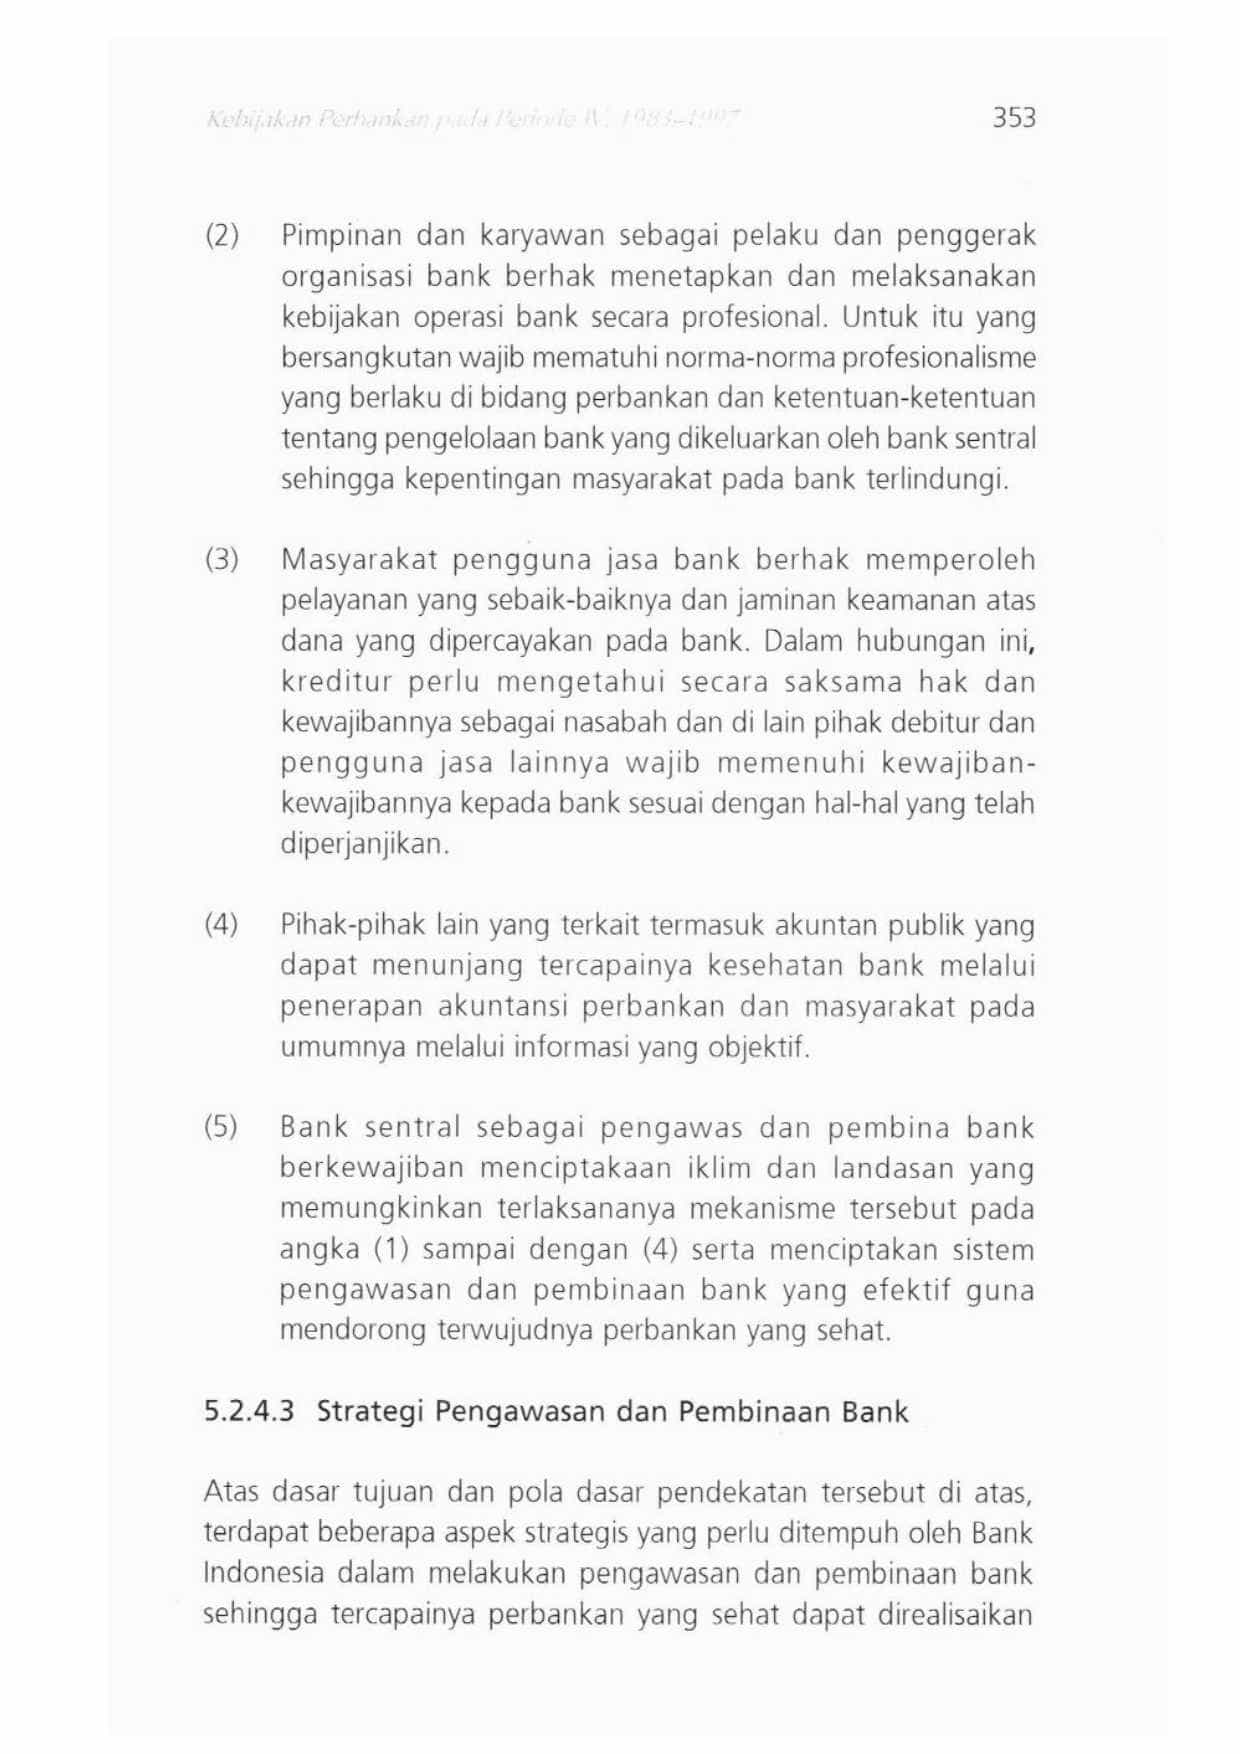 Kebijakan Perbankan pada Periode IV: 1983–1997 353
(2) Pimpinan dan karyawan sebagai pelaku dan penggerak
organisasi bank berhak menetapkan dan melaksanakan
kebijakan operasi bank secara profesional. Untuk itu yang
bersangkutan wajib mematuhi norma-norma profesionalisme
yang berlaku di bidang perbankan dan ketentuan-ketentuan
tentang pengelolaan bank yang dikeluarkan oleh bank sentral
sehingga kepentingan masyarakat pada bank terlindungi.
(3) Masyarakat pengguna jasa bank berhak memperoleh
pelayanan yang sebaik-baiknya dan jaminan keamanan atas
dana yang dipercayakan pada bank. Dalam hubungan ini,
kreditur perlu mengetahui secara saksama hak dan
kewajibannya sebagai nasabah dan di lain pihak debitur dan
pengguna jasa lainnya wajib memenuhi kewajiban-
kewajibannya kepada bank sesuai dengan hal-hal yang telah
diperjanjikan.
(4) Pihak-pihak lain yang terkait termasuk akuntan publik yang
dapat menunjang tercapainya kesehatan bank melalui
penerapan akuntansi perbankan dan masyarakat pada
umumnya melalui informasi yang objektif.
(5) Bank sentral sebagai pengawas dan pembina bank
berkewajiban menciptakaan iklim dan landasan yang
memungkinkan terlaksananya mekanisme tersebut pada
angka (1) sampai dengan (4) serta menciptakan sistem
pengawasan dan pembinaan bank yang efektif guna
mendorong terwujudnya perbankan yang sehat.
5.2.4.3 Strategi Pengawasan dan Pembinaan Bank
Atas dasar tujuan dan pola dasar pendekatan tersebut di atas,
terdapat beberapa aspek strategis yang perlu ditempuh oleh Bank
Indonesia dalam melakukan pengawasan dan pembinaan bank
sehingga tercapainya perbankan yang sehat dapat direalisaikan